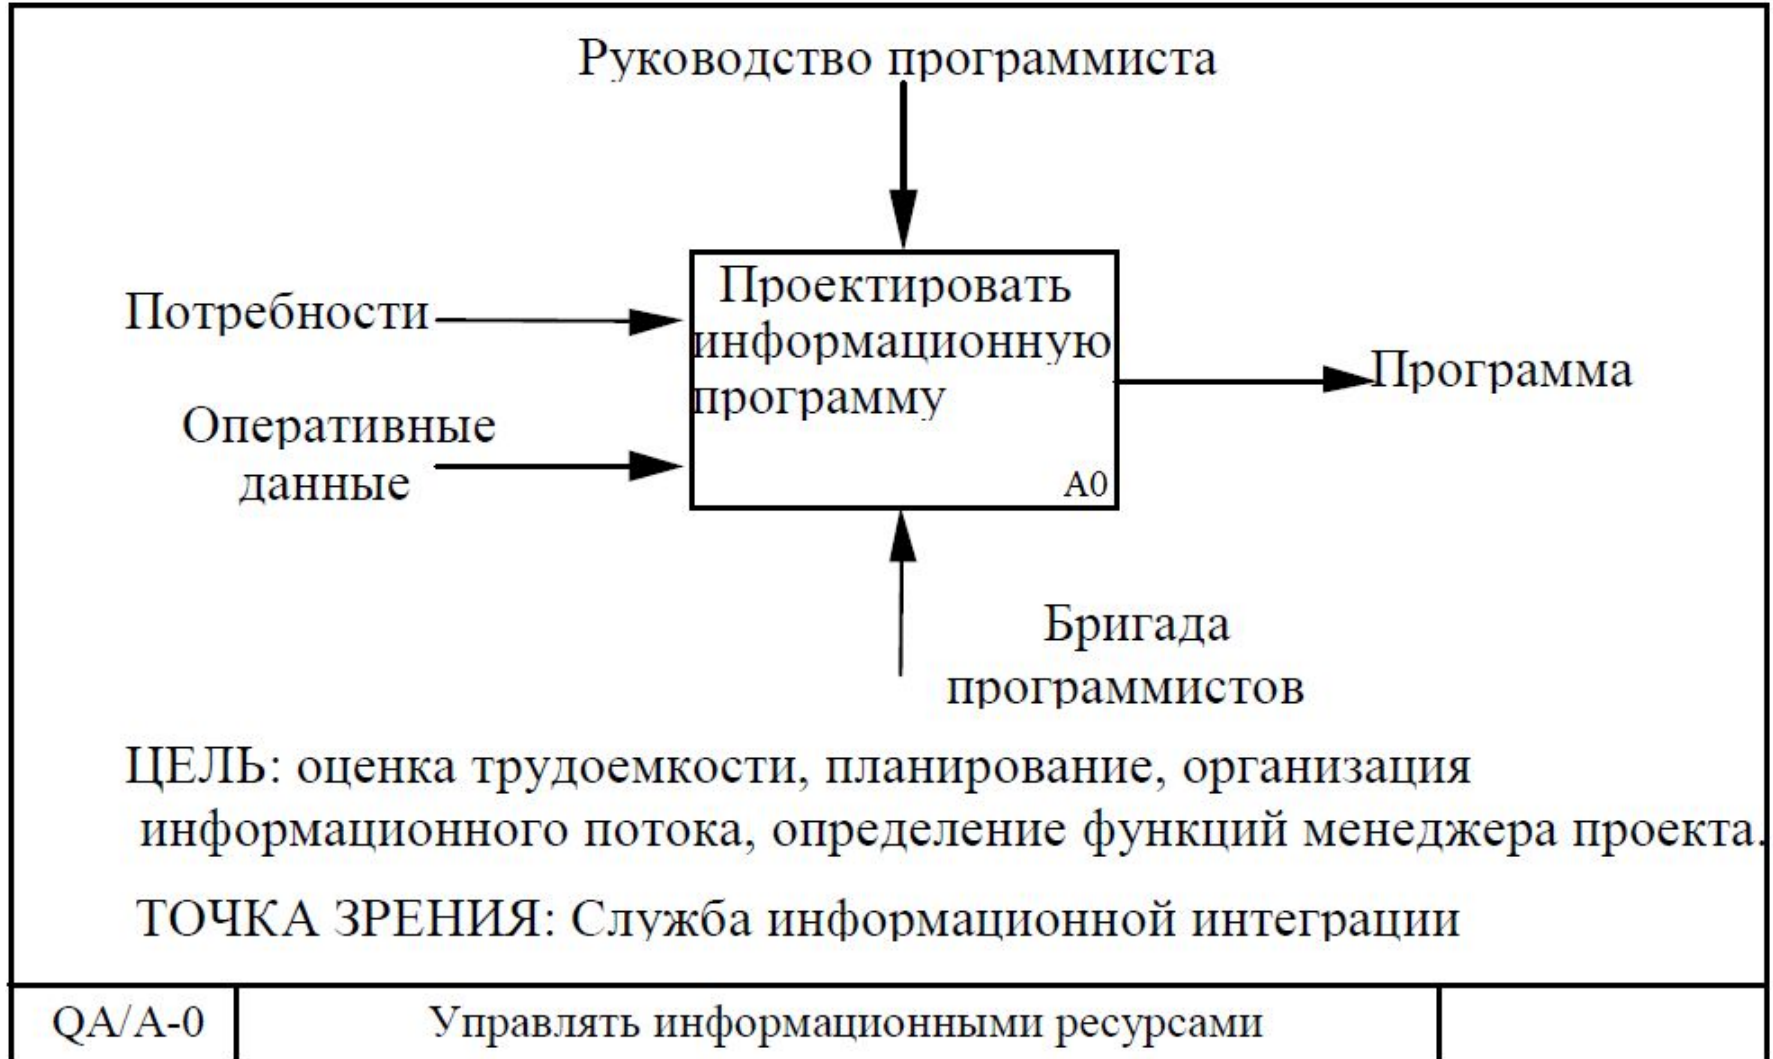 Руководство программиста
Потребности
Оперативные
данные
Проектировать
информационную
программу
A0
Программа
Бригада
программистов
ЦЕЛЬ: оценка трудоемкости, планирование, организация
информационного потока, определение функций менеджера проекта.
ТОЧКА ЗРЕНИЯ: Служба информационной интеграции
QA/A-0
Управлять информационными ресурсами